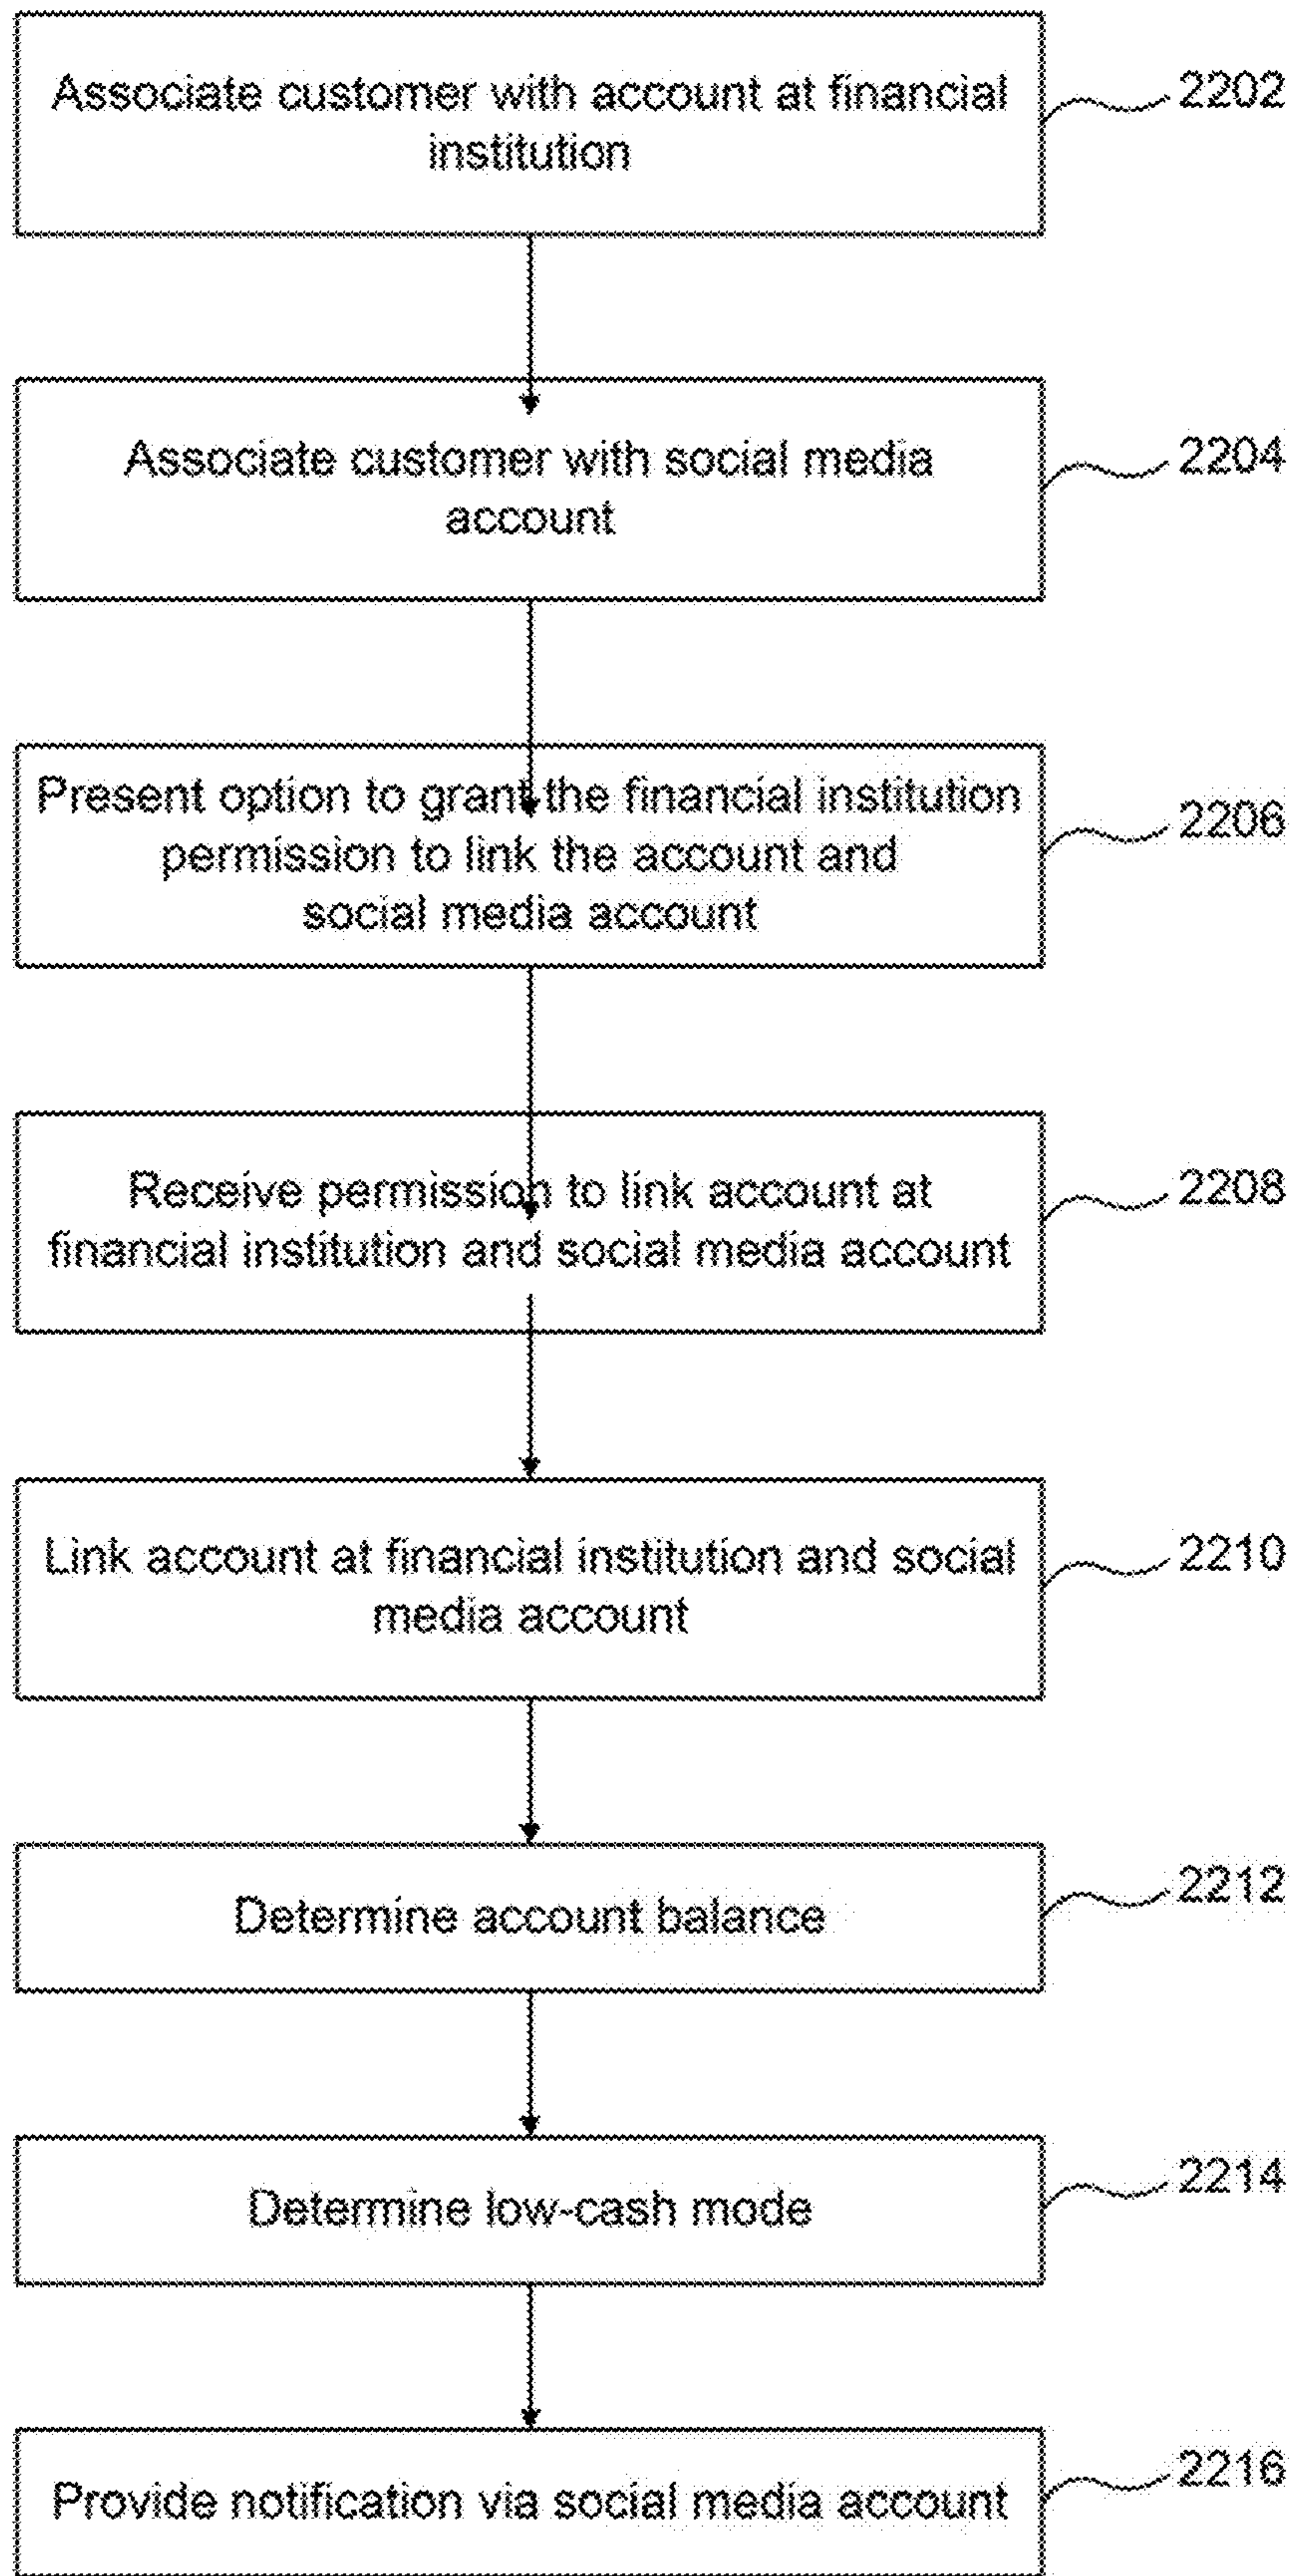 Associate customer with account at financial
institution
2202
Associate customer with social media
account
2204
Present option to grant the financial institution
permission to link the account and
social media account
2206
Receive permission to link account at
financial institution and social media account
2208
Link account at financial institution and social
media account
2210
Determine account balance
2212
Determine low-cash mode
2214
Provide notification via social media account
2216